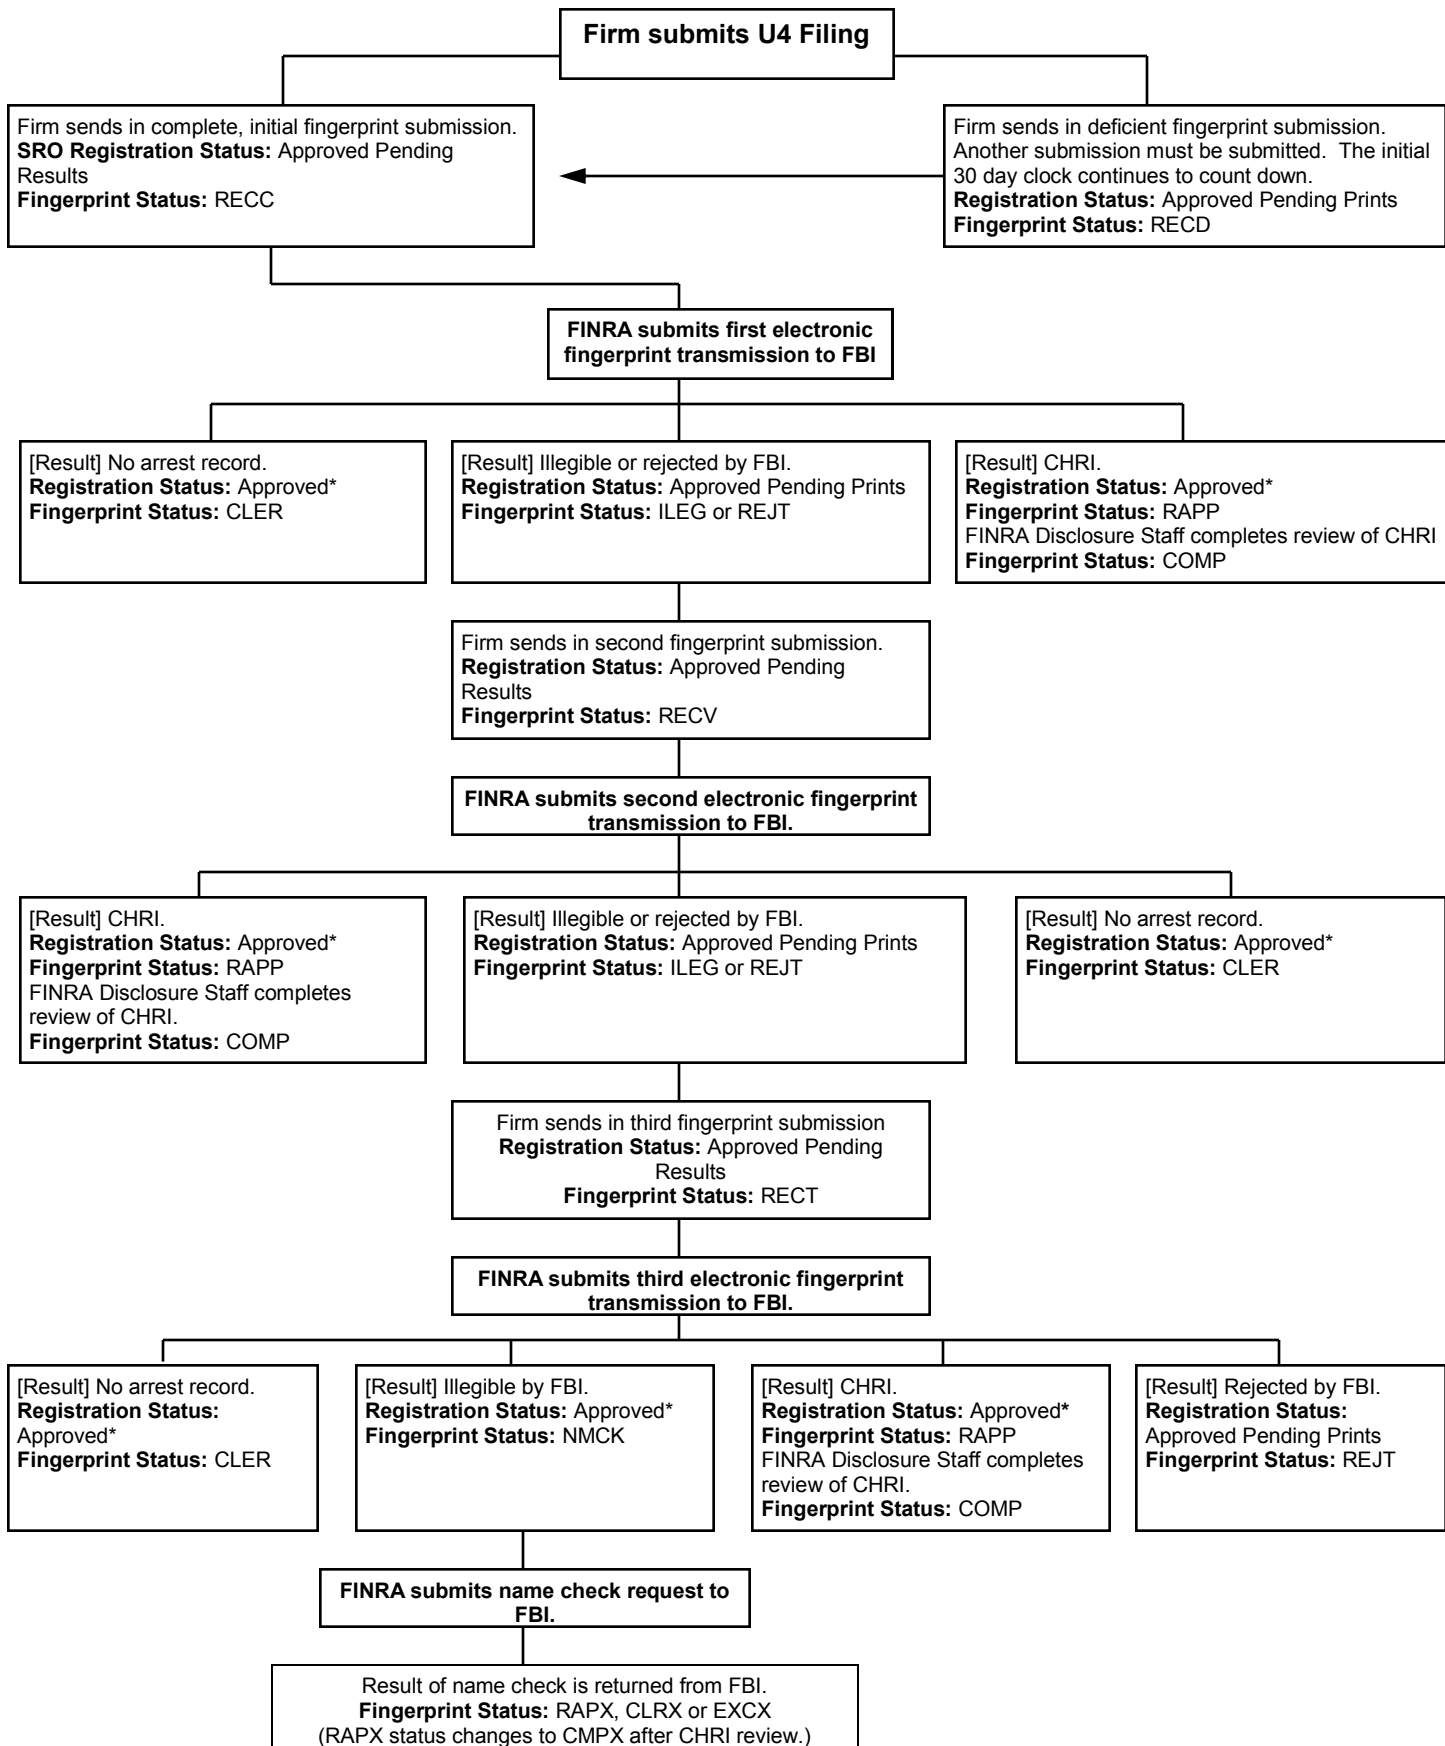 Firm submits U4 Filing
Firm sends in complete, initial fingerprint submission.
SRO Registration Status: Approved Pending
Results
Fingerprint Status: RECC
Firm sends in deficient fingerprint submission.
Another submission must be submitted. The initial
30 day clock continues to count down.
Registration Status: Approved Pending Prints
Fingerprint Status: RECD
FINRA submits first electronic
fingerprint transmission to FBI
[Result] No arrest record.
Registration Status: Approved*
Fingerprint Status: CLER
[Result] Illegible or rejected by FBI.
Registration Status: Approved Pending Prints
Fingerprint Status: ILEG or REJT
[Result] CHRI.
Registration Status: Approved*
Fingerprint Status: RAPP
FINRA Disclosure Staff completes review of CHRI
Fingerprint Status: COMP
Firm sends in second fingerprint submission.
Registration Status: Approved Pending
Results
Fingerprint Status: RECV
FINRA submits second electronic fingerprint
transmission to FBI.
[Result] CHRI.
Registration Status: Approved*
Fingerprint Status: RAPP
FINRA Disclosure Staff completes
review of CHRI.
Fingerprint Status: COMP
[Result] Illegible or rejected by FBI.
Registration Status: Approved Pending Prints
Fingerprint Status: ILEG or REJT
[Result] No arrest record.
Registration Status: Approved*
Fingerprint Status: CLER
Firm sends in third fingerprint submission
Registration Status: Approved Pending
Results
Fingerprint Status: RECT
FINRA submits third electronic fingerprint
transmission to FBI.
[Result] No arrest record.
Registration Status:
Approved*
Fingerprint Status: CLER
[Result] Illegible by FBI.
Registration Status: Approved*
Fingerprint Status: NMCK
[Result] CHRI.
Registration Status: Approved*
Fingerprint Status: RAPP
FINRA Disclosure Staff completes
review of CHRI.
Fingerprint Status: COMP
[Result] Rejected by FBI.
Registration Status:
Approved Pending Prints
Fingerprint Status: REJT
FINRA submits name check request to
FBI.
Result of name check is returned from FBI.
Fingerprint Status: RAPX, CLRX or EXCX
(RAPX status changes to CMPX after CHRI review.)